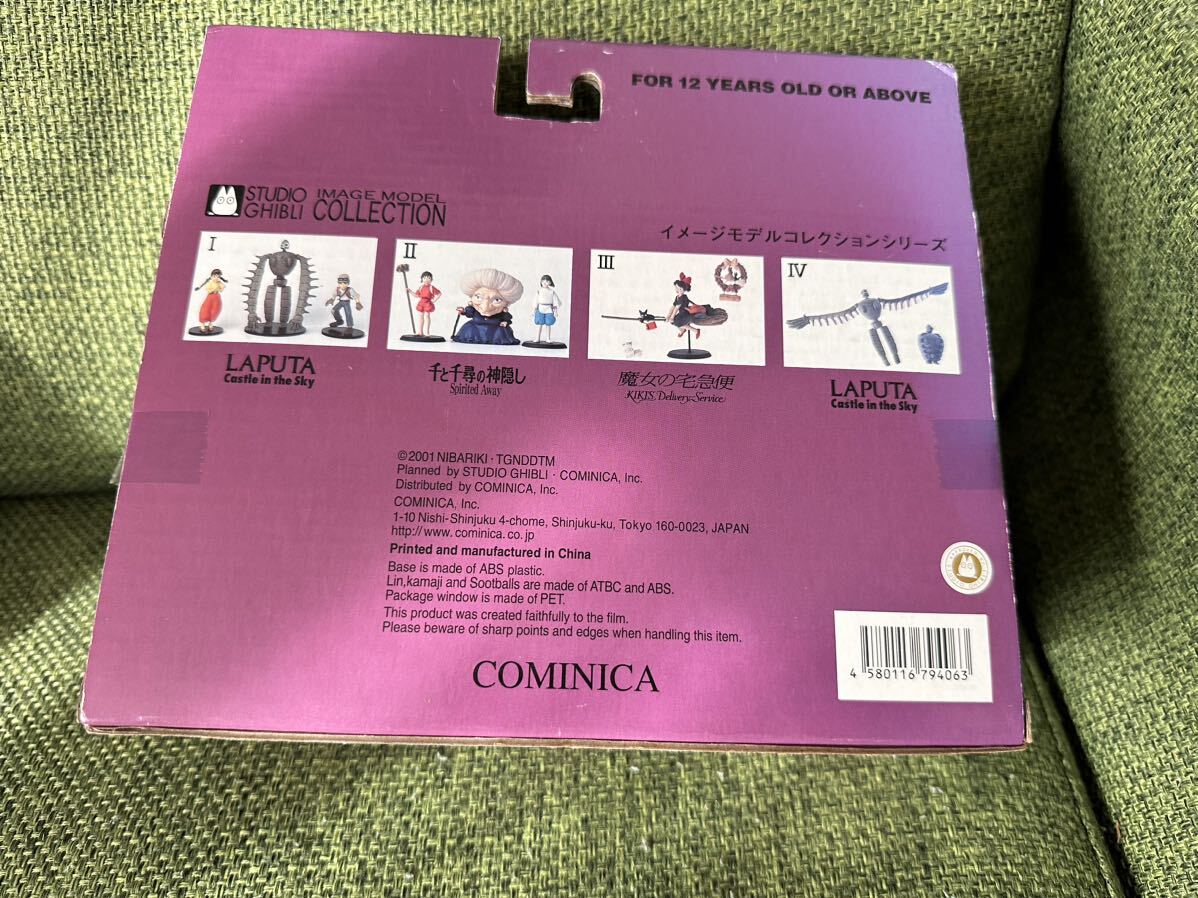 FOR 12 YEARS OLD OR ABOVE
STUDIO GHIBLI
IMAGE MODEL COLLECTION
イメージモデルコレクションシリーズ
I
II
III
IV
LAPUTA
Castle in the Sky
千と千尋の神隠し
Spirited Away
魔女の宅急便
KIKI'S Delivery Service
LAPUTA
Castle in the Sky
©2001 NIBARIKI · TGNDDTM
Planned by STUDIO GHIBLI · COMINICA, Inc.
Distributed by COMINICA, Inc.
COMINICA, Inc.
1-10 Nishi-Shinjuku 4-chome, Shinjuku-ku, Tokyo 160-0023, JAPAN
http://www.cominica.co.jp
Printed and manufactured in China
Base is made of ABS plastic.
Lin,kamaji and Sootballs are made of ATBC and ABS.
Package window is made of PET.
This product was created faithfully to the film.
Please beware of sharp points and edges when handling this item.
COMINICA
4 580116 794063